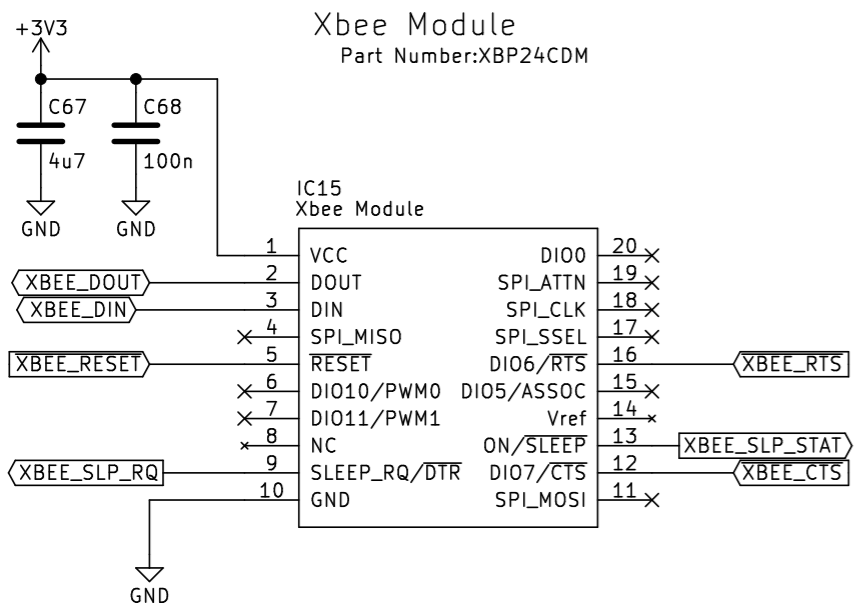 Xbee Module
Part Number:XBP24CDM
+3V3
C67
C68
4u7
100n
GND
GND
IC15
Xbee Module
1 VCC DIO0 20
XBEE_DOUT 2 DOUT SPI_ATTN 19
XBEE_DIN 3 DIN SPI_CLK 18
4 SPI_MISO SPI_SSEL 17
XBEE_RESET 5 RESET DIO6/RTS 16 XBEE_RTS
6 DIO10/PWM0 DIO5/ASSOC 15
7 DIO11/PWM1 Vref 14
8 NC ON/SLEEP 13 XBEE_SLP_STAT
XBEE_SLP_RQ 9 SLEEP_RQ/DTR DIO7/CTS 12 XBEE_CTS
10 GND SPI_MOSI 11
GND